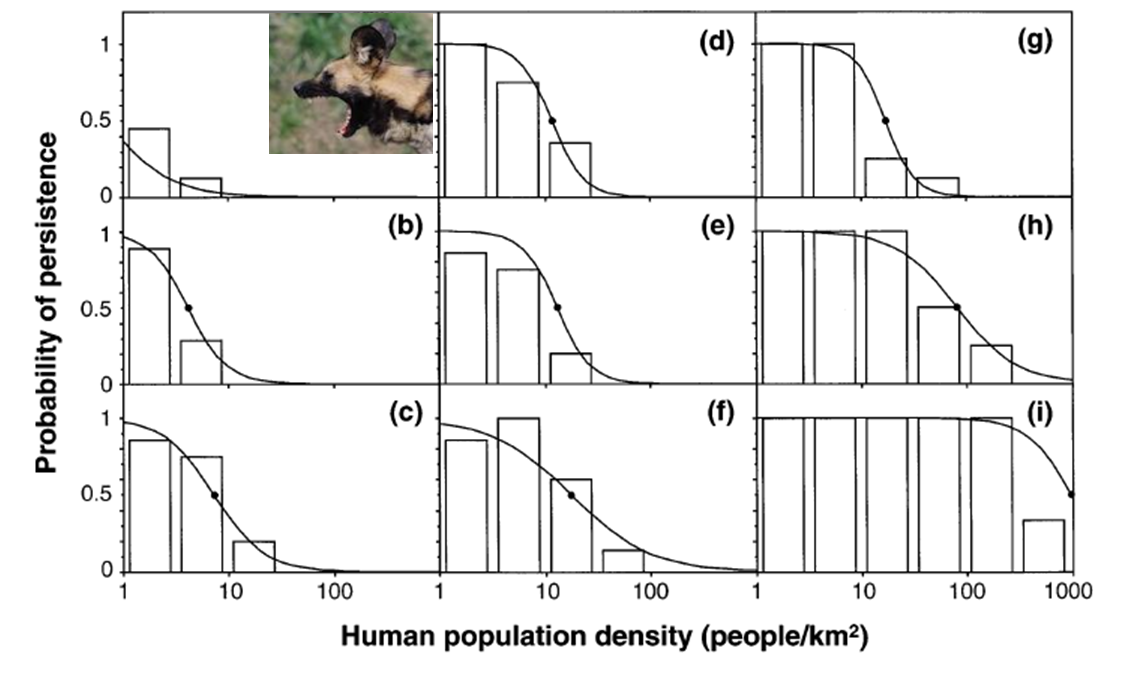 (d)
(g)
1
0.5
0
(b)
(e)
(h)
1
0.5
0
(c)
(f)
(i)
1
0.5
0
1 10 100 1 10 100 1 10 100 1000
Probability of persistence
Human population density (people/km²)